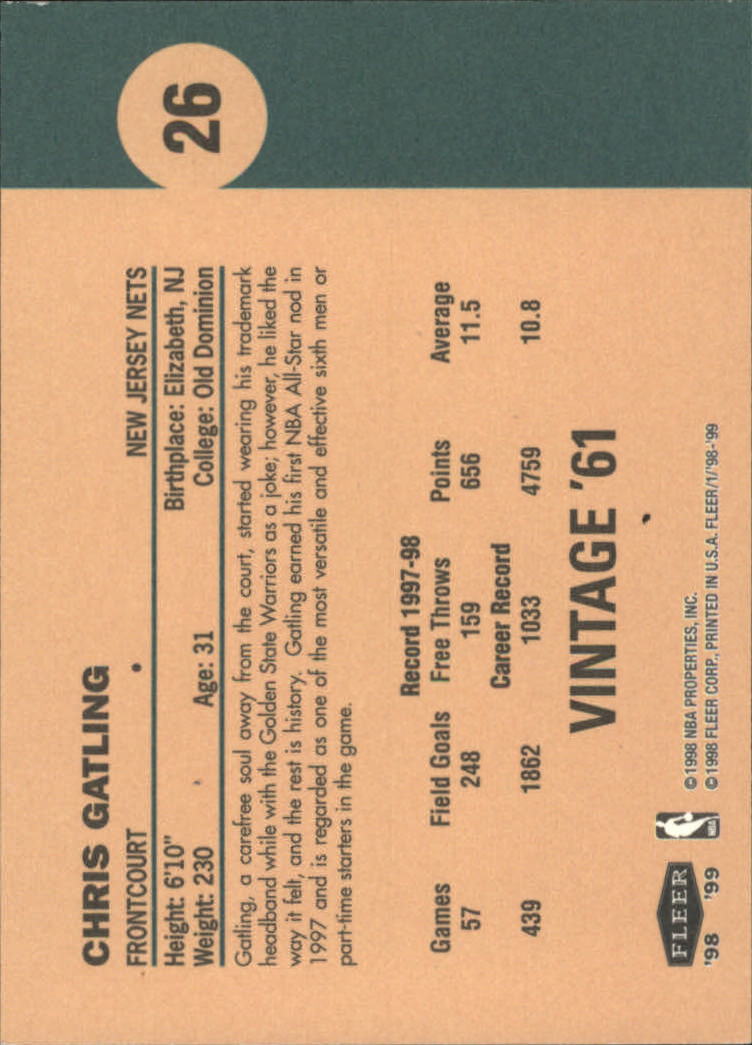 26
CHRIS GATLING
FRONTCOURT • NEW JERSEY NETS
Height: 6'10" Birthplace: Elizabeth, NJ
Weight: 230 Age: 31 College: Old Dominion
Gatling, a carefree soul away from the court, started wearing his trademark
headband while with the Golden State Warriors as a joke; however, he liked the
way it felt, and the rest is history. Gatling earned his first NBA All-Star nod in
1997 and is regarded as one of the most versatile and effective sixth men or
part-time starters in the game.
Record 1997-98
Games Field Goals Free Throws Points Average
57 248 159 656 11.5
Career Record
439 1862 1033 4759 10.8
VINTAGE '61
FLEER
'98 '99
NBA
©1998 NBA PROPERTIES, INC.
©1998 FLEER CORP., PRINTED IN U.S.A. FLEER/1/'98-'99